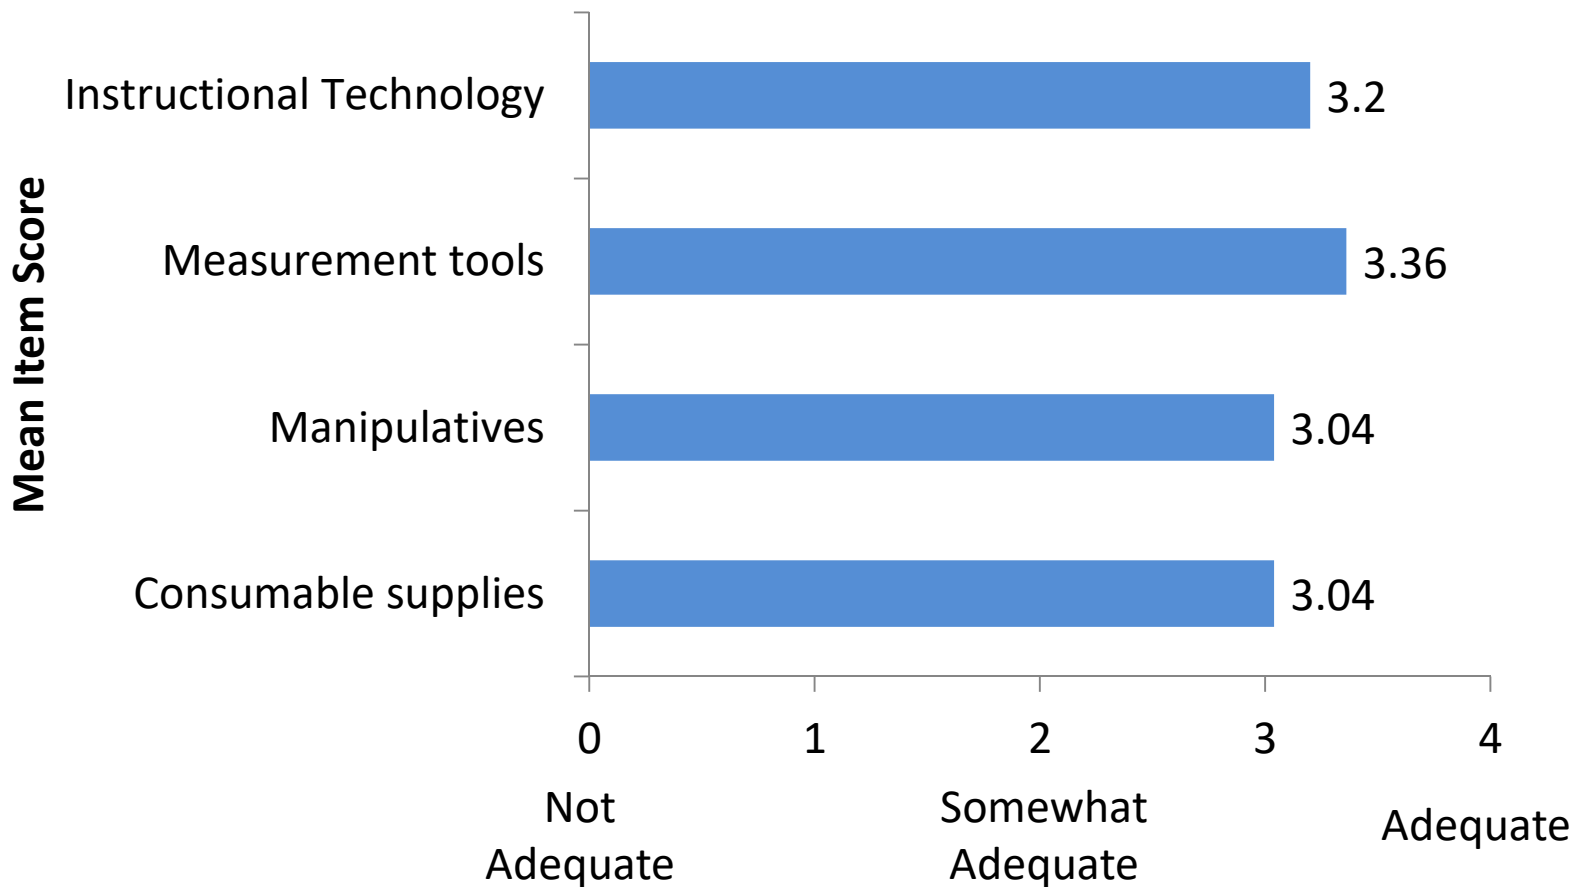 Mean Item Score
Instructional Technology
3.2
Measurement tools
3.36
Manipulatives
3.04
Consumable supplies
3.04
0 1 2 3 4
Not
Adequate
Somewhat
Adequate
Adequate